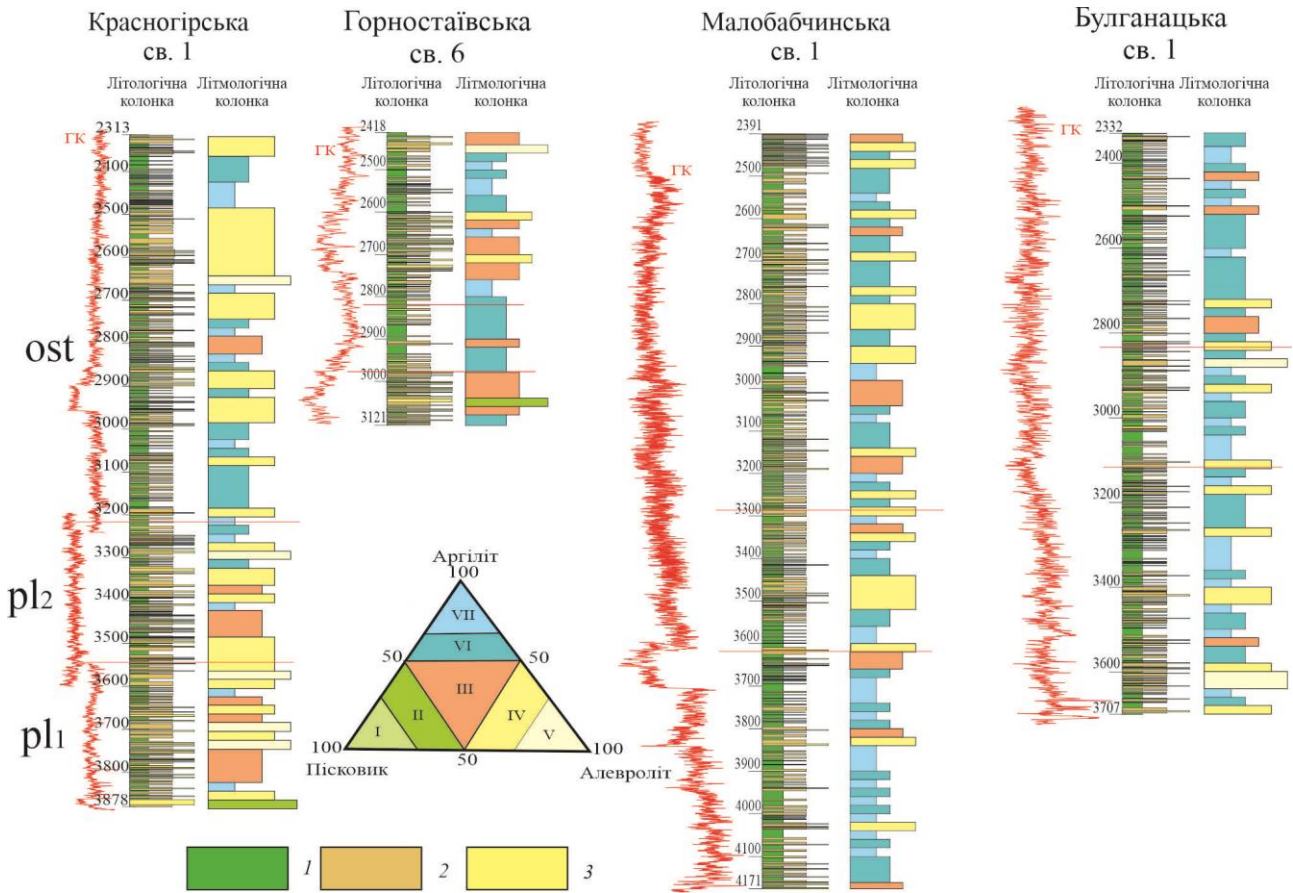 Красногірська
св. 1
Літологічна колонка
Літмологічна колонка
ГК
2313
2400
2500
2600
2700
2800
2900
3000
3100
3200
3300
3400
3500
3600
3700
3800
3878
ost
pl2
pl1
Горностаївська
св. 6
Літологічна колонка
Літмологічна колонка
ГК
2418
2500
2600
2700
2800
2900
3000
3121
Малобабчинська
св. 1
Літологічна колонка
Літмологічна колонка
ГК
2391
2500
2600
2700
2800
2900
3000
3100
3200
3300
3400
3500
3600
3700
3800
3900
4000
4100
4171
Булганацька
св. 1
Літологічна колонка
Літмологічна колонка
ГК
2332
2400
2600
2800
3000
3200
3400
3600
3707
Аргіліт
100
VII
VI
50
50
III
II
IV
I
V
100
50
100
Пісковик
Алевроліт
1
2
3